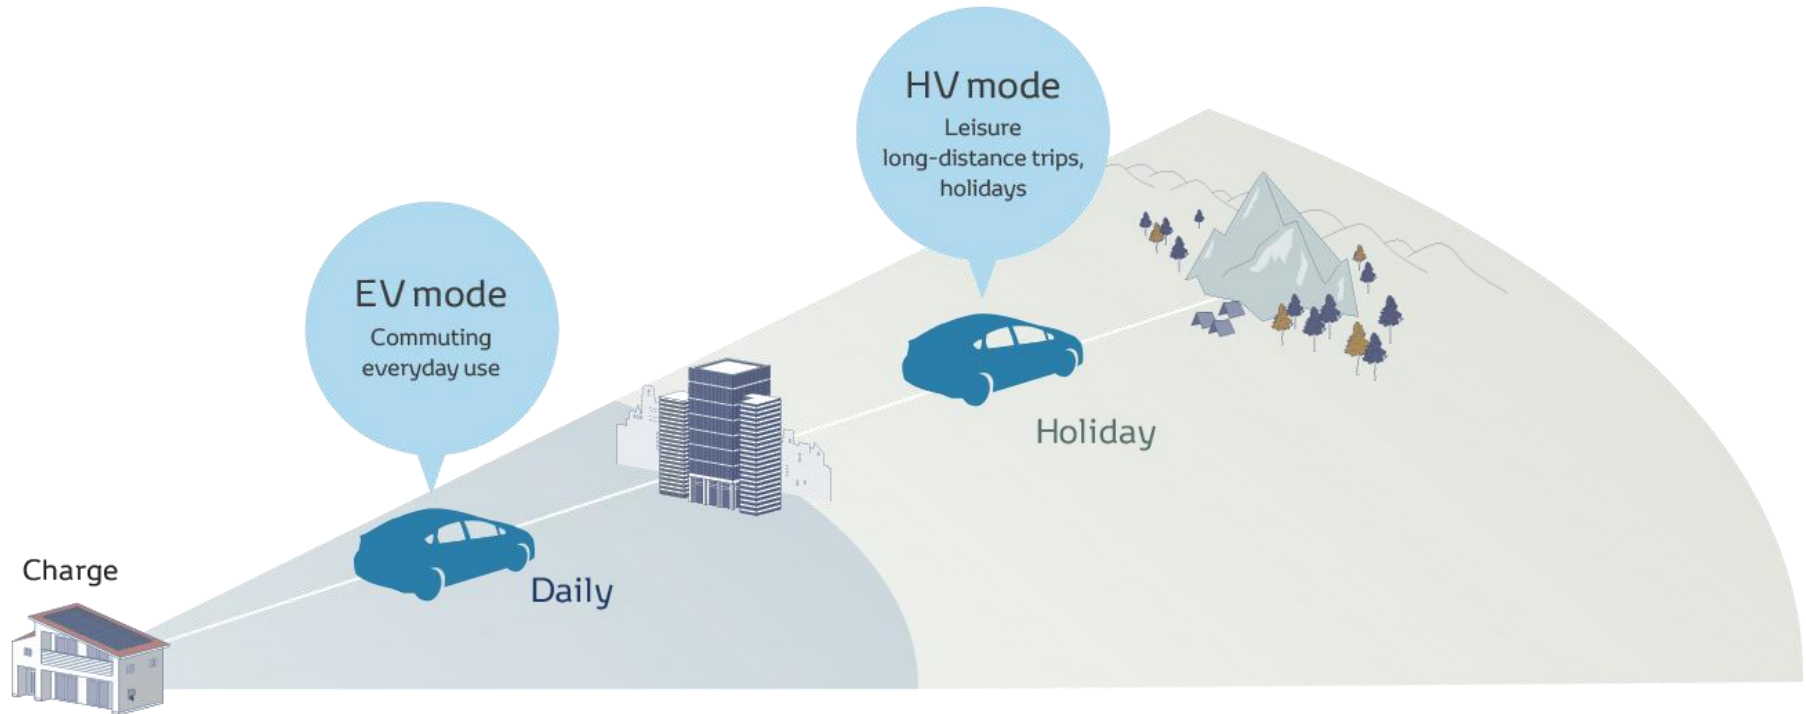 HV mode
Leisure
long-distance trips,
holidays
EV mode
Commuting
everyday use
Holiday
Charge
Daily